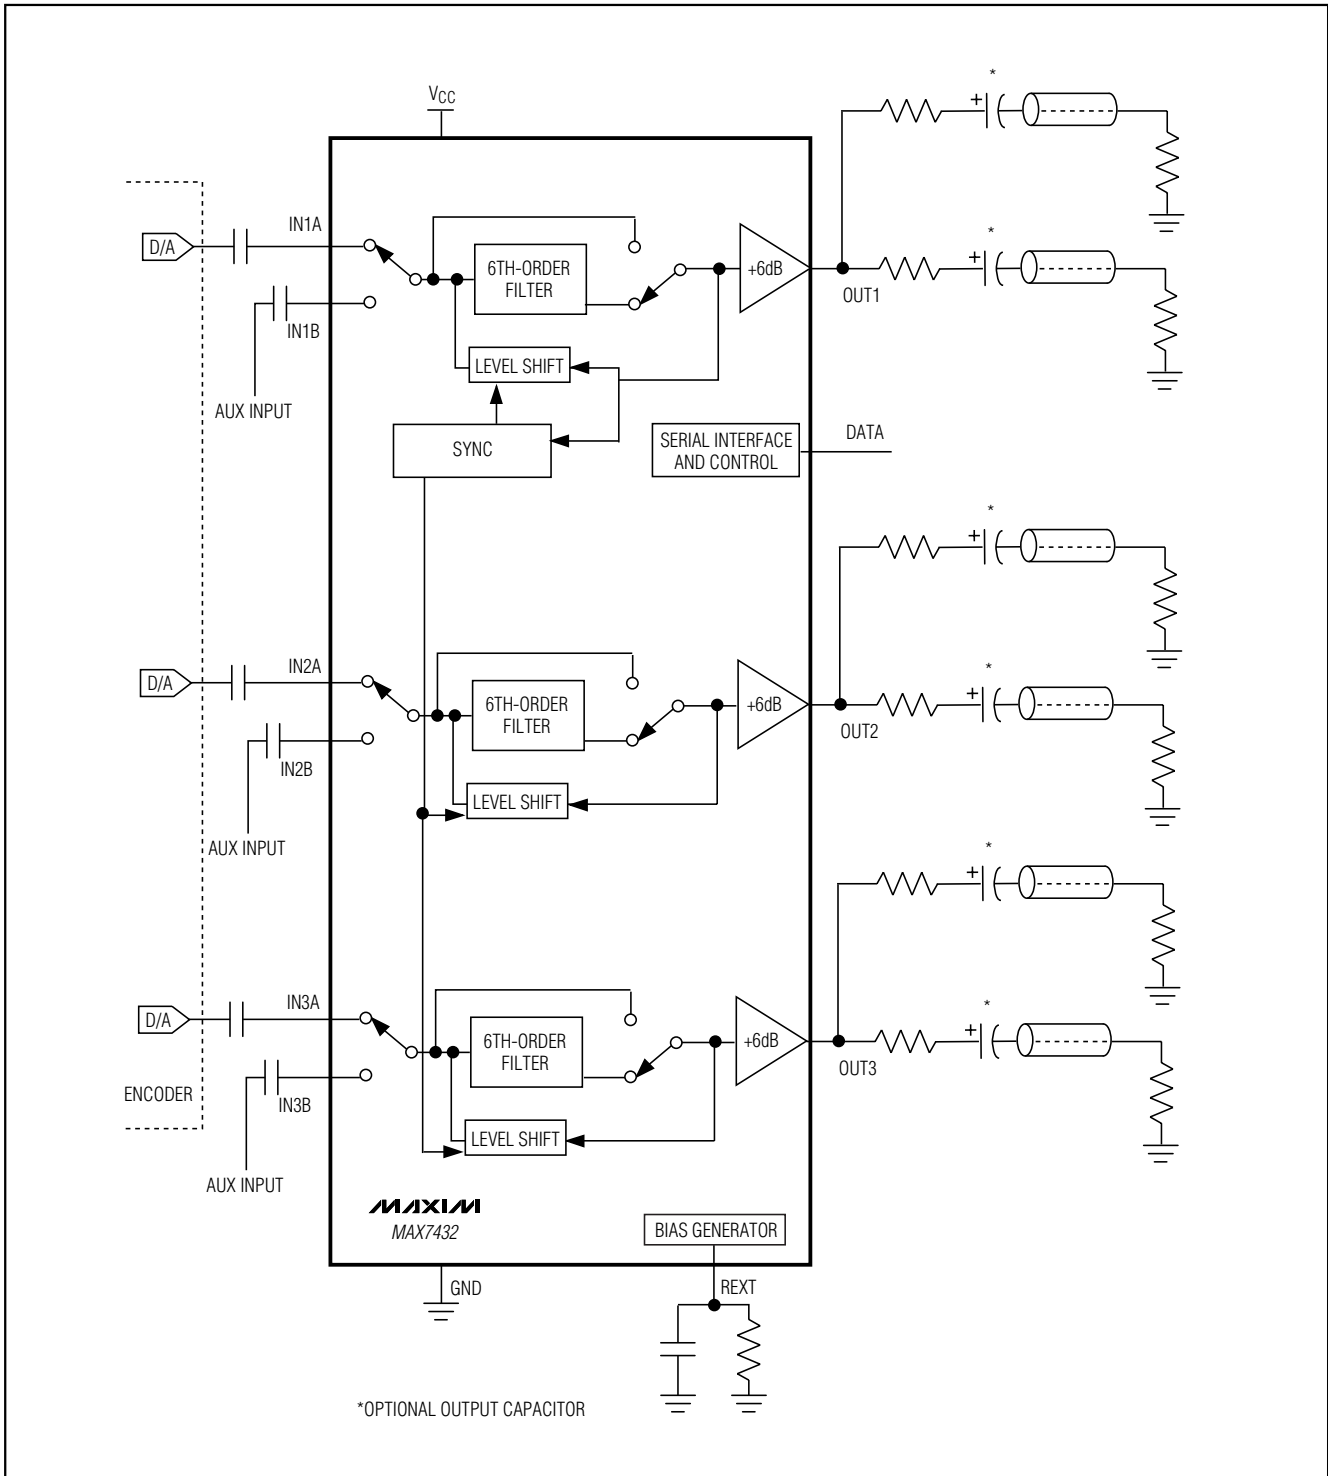 *
VCC
+
IN1A
D/A
*
+
6TH-ORDER
FILTER
+6dB
OUT1
IN1B
LEVEL SHIFT
AUX INPUT
SYNC
SERIAL INTERFACE
AND CONTROL
DATA
*
+
IN2A
D/A
*
+
6TH-ORDER
FILTER
+6dB
OUT2
IN2B
LEVEL SHIFT
AUX INPUT
*
+
IN3A
D/A
*
+
6TH-ORDER
FILTER
+6dB
OUT3
ENCODER
IN3B
LEVEL SHIFT
AUX INPUT
MAXIM
MAX7432
BIAS GENERATOR
GND
REXT
*OPTIONAL OUTPUT CAPACITOR